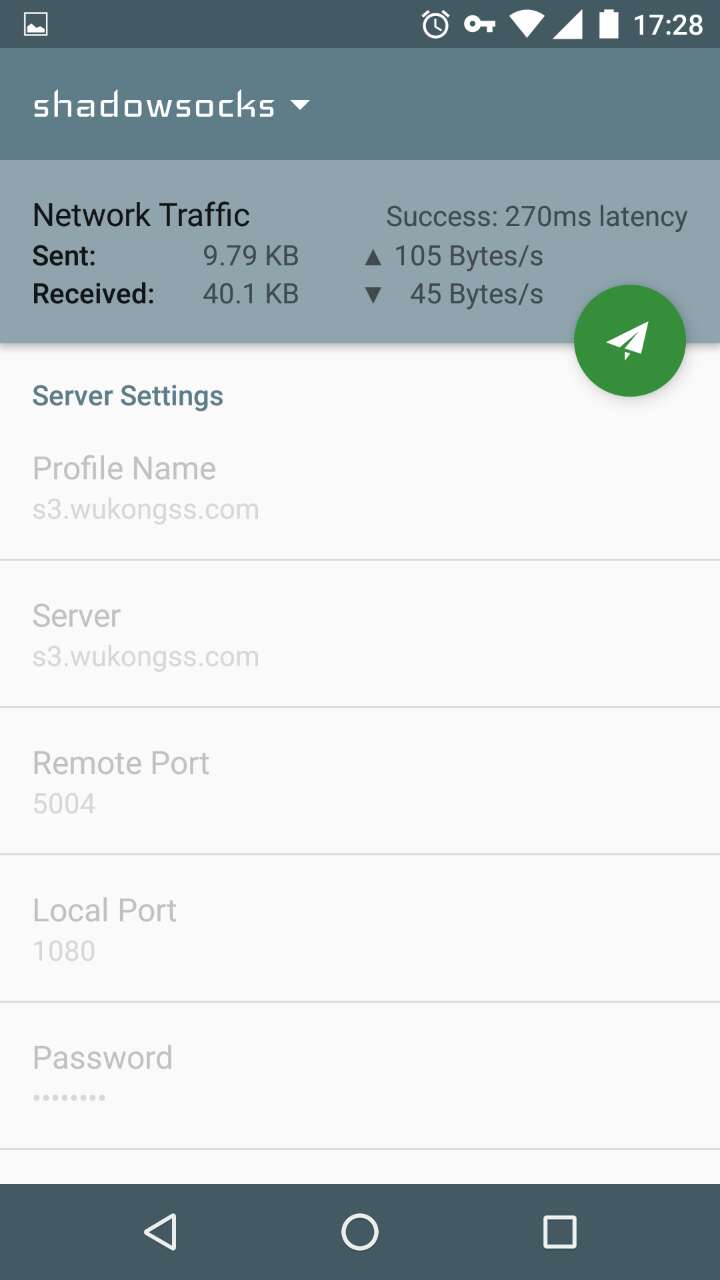 17:28
shadowsocks
Network Traffic Success: 270ms latency
Sent: 9.79 KB ▲ 105 Bytes/s
Received: 40.1 KB ▼ 45 Bytes/s
Server Settings
Profile Name
s3.wukongss.com
Server
s3.wukongss.com
Remote Port
5004
Local Port
1080
Password
••••••••